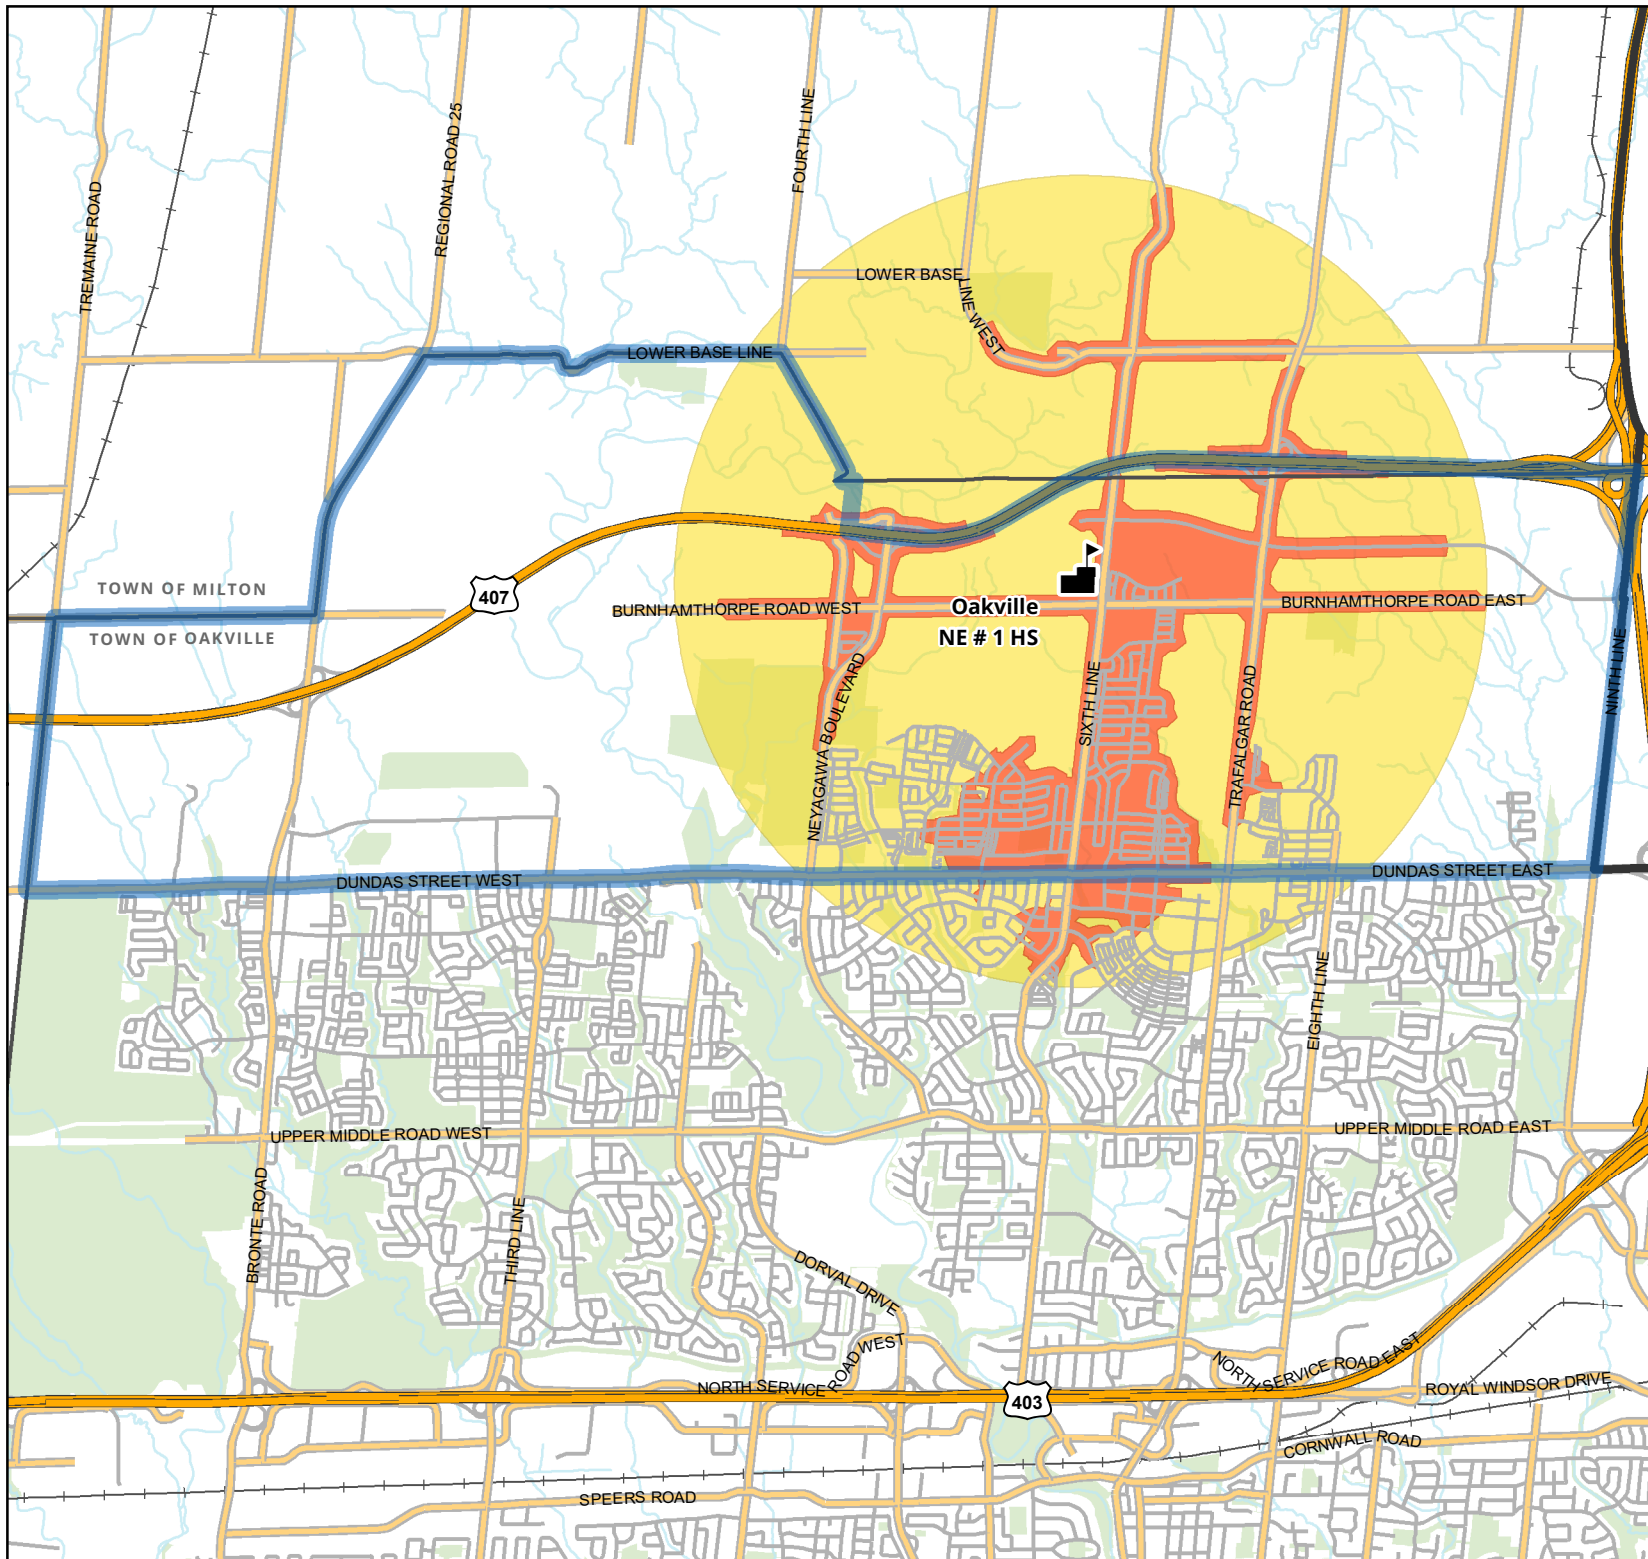 REGIONAL ROAD 25
FOURTH LINE
TREMAINE ROAD
LOWER BASE
LINE WEST
LOWER BASE LINE
TOWN OF MILTON
407
TOWN OF OAKVILLE
BURNHAMTHORPE ROAD WEST
Oakville
NE # 1 HS
BURNHAMTHORPE ROAD EAST
NINTH LINE
SIXTH LINE
NEYAGAWA BOULEVARD
TRAFALGAR ROAD
DUNDAS STREET WEST
DUNDAS STREET EAST
EIGHTH LINE
UPPER MIDDLE ROAD WEST
UPPER MIDDLE ROAD EAST
BRONTE ROAD
THIRD LINE
DORVAL DRIVE
NORTH SERVICE
ROAD WEST
403
NORTH SERVICE ROAD EAST
ROYAL WINDSOR DRIVE
CORNWALL ROAD
SPEERS ROAD